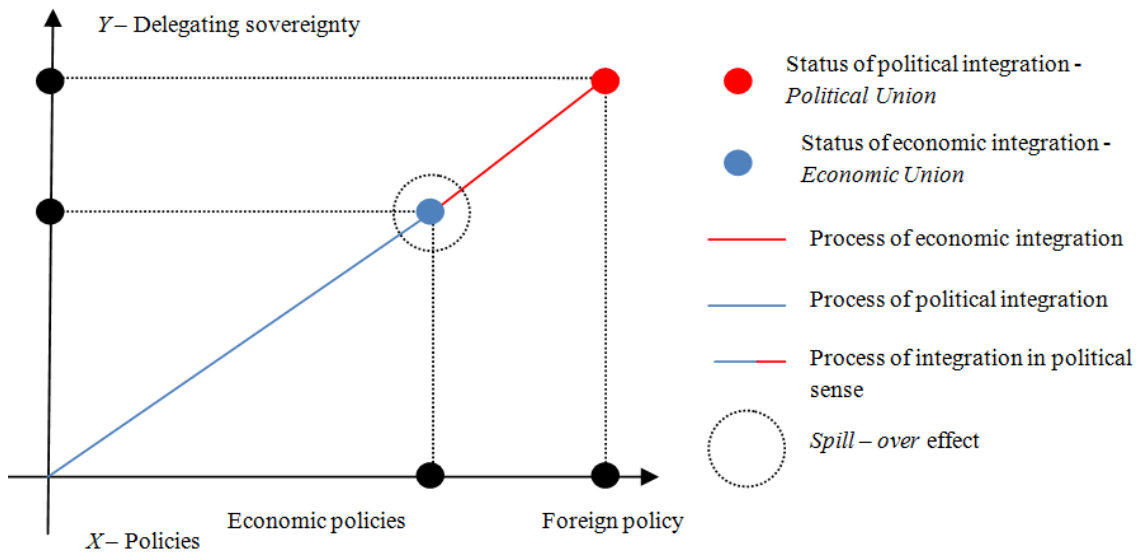 Y – Delegating sovereignty
Status of political integration -
Political Union
Status of economic integration -
Economic Union
Process of economic integration
Process of political integration
Process of integration in political
sense
Spill – over effect
Economic policies
Foreign policy
X – Policies